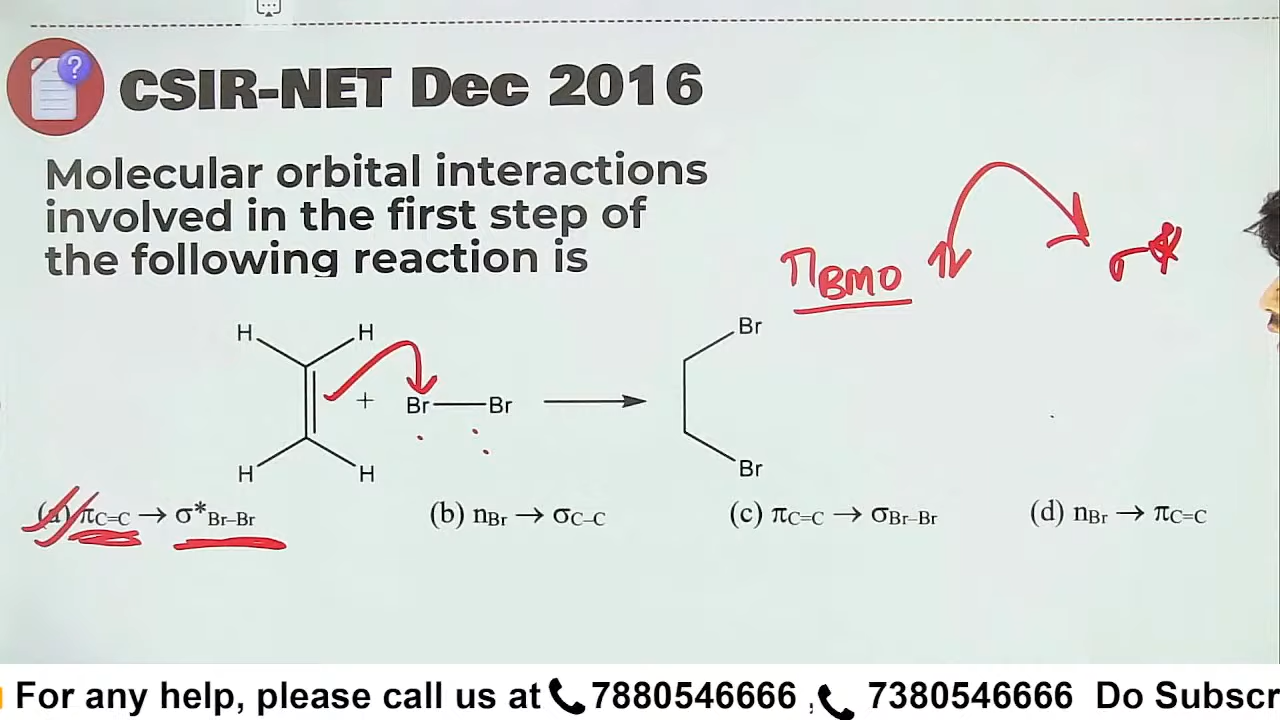 CSIR-NET Dec 2016
Molecular orbital interactions
involved in the first step of
the following reaction is
π BMO ⥮ σ*
H H Br
+ Br Br
H H Br
(a) πC=C → σ*Br–Br (b) nBr → σC–C (c) πC=C → σBr–Br (d) nBr → πC=C
For any help, please call us at 7880546666 , 7380546666 Do Subscr